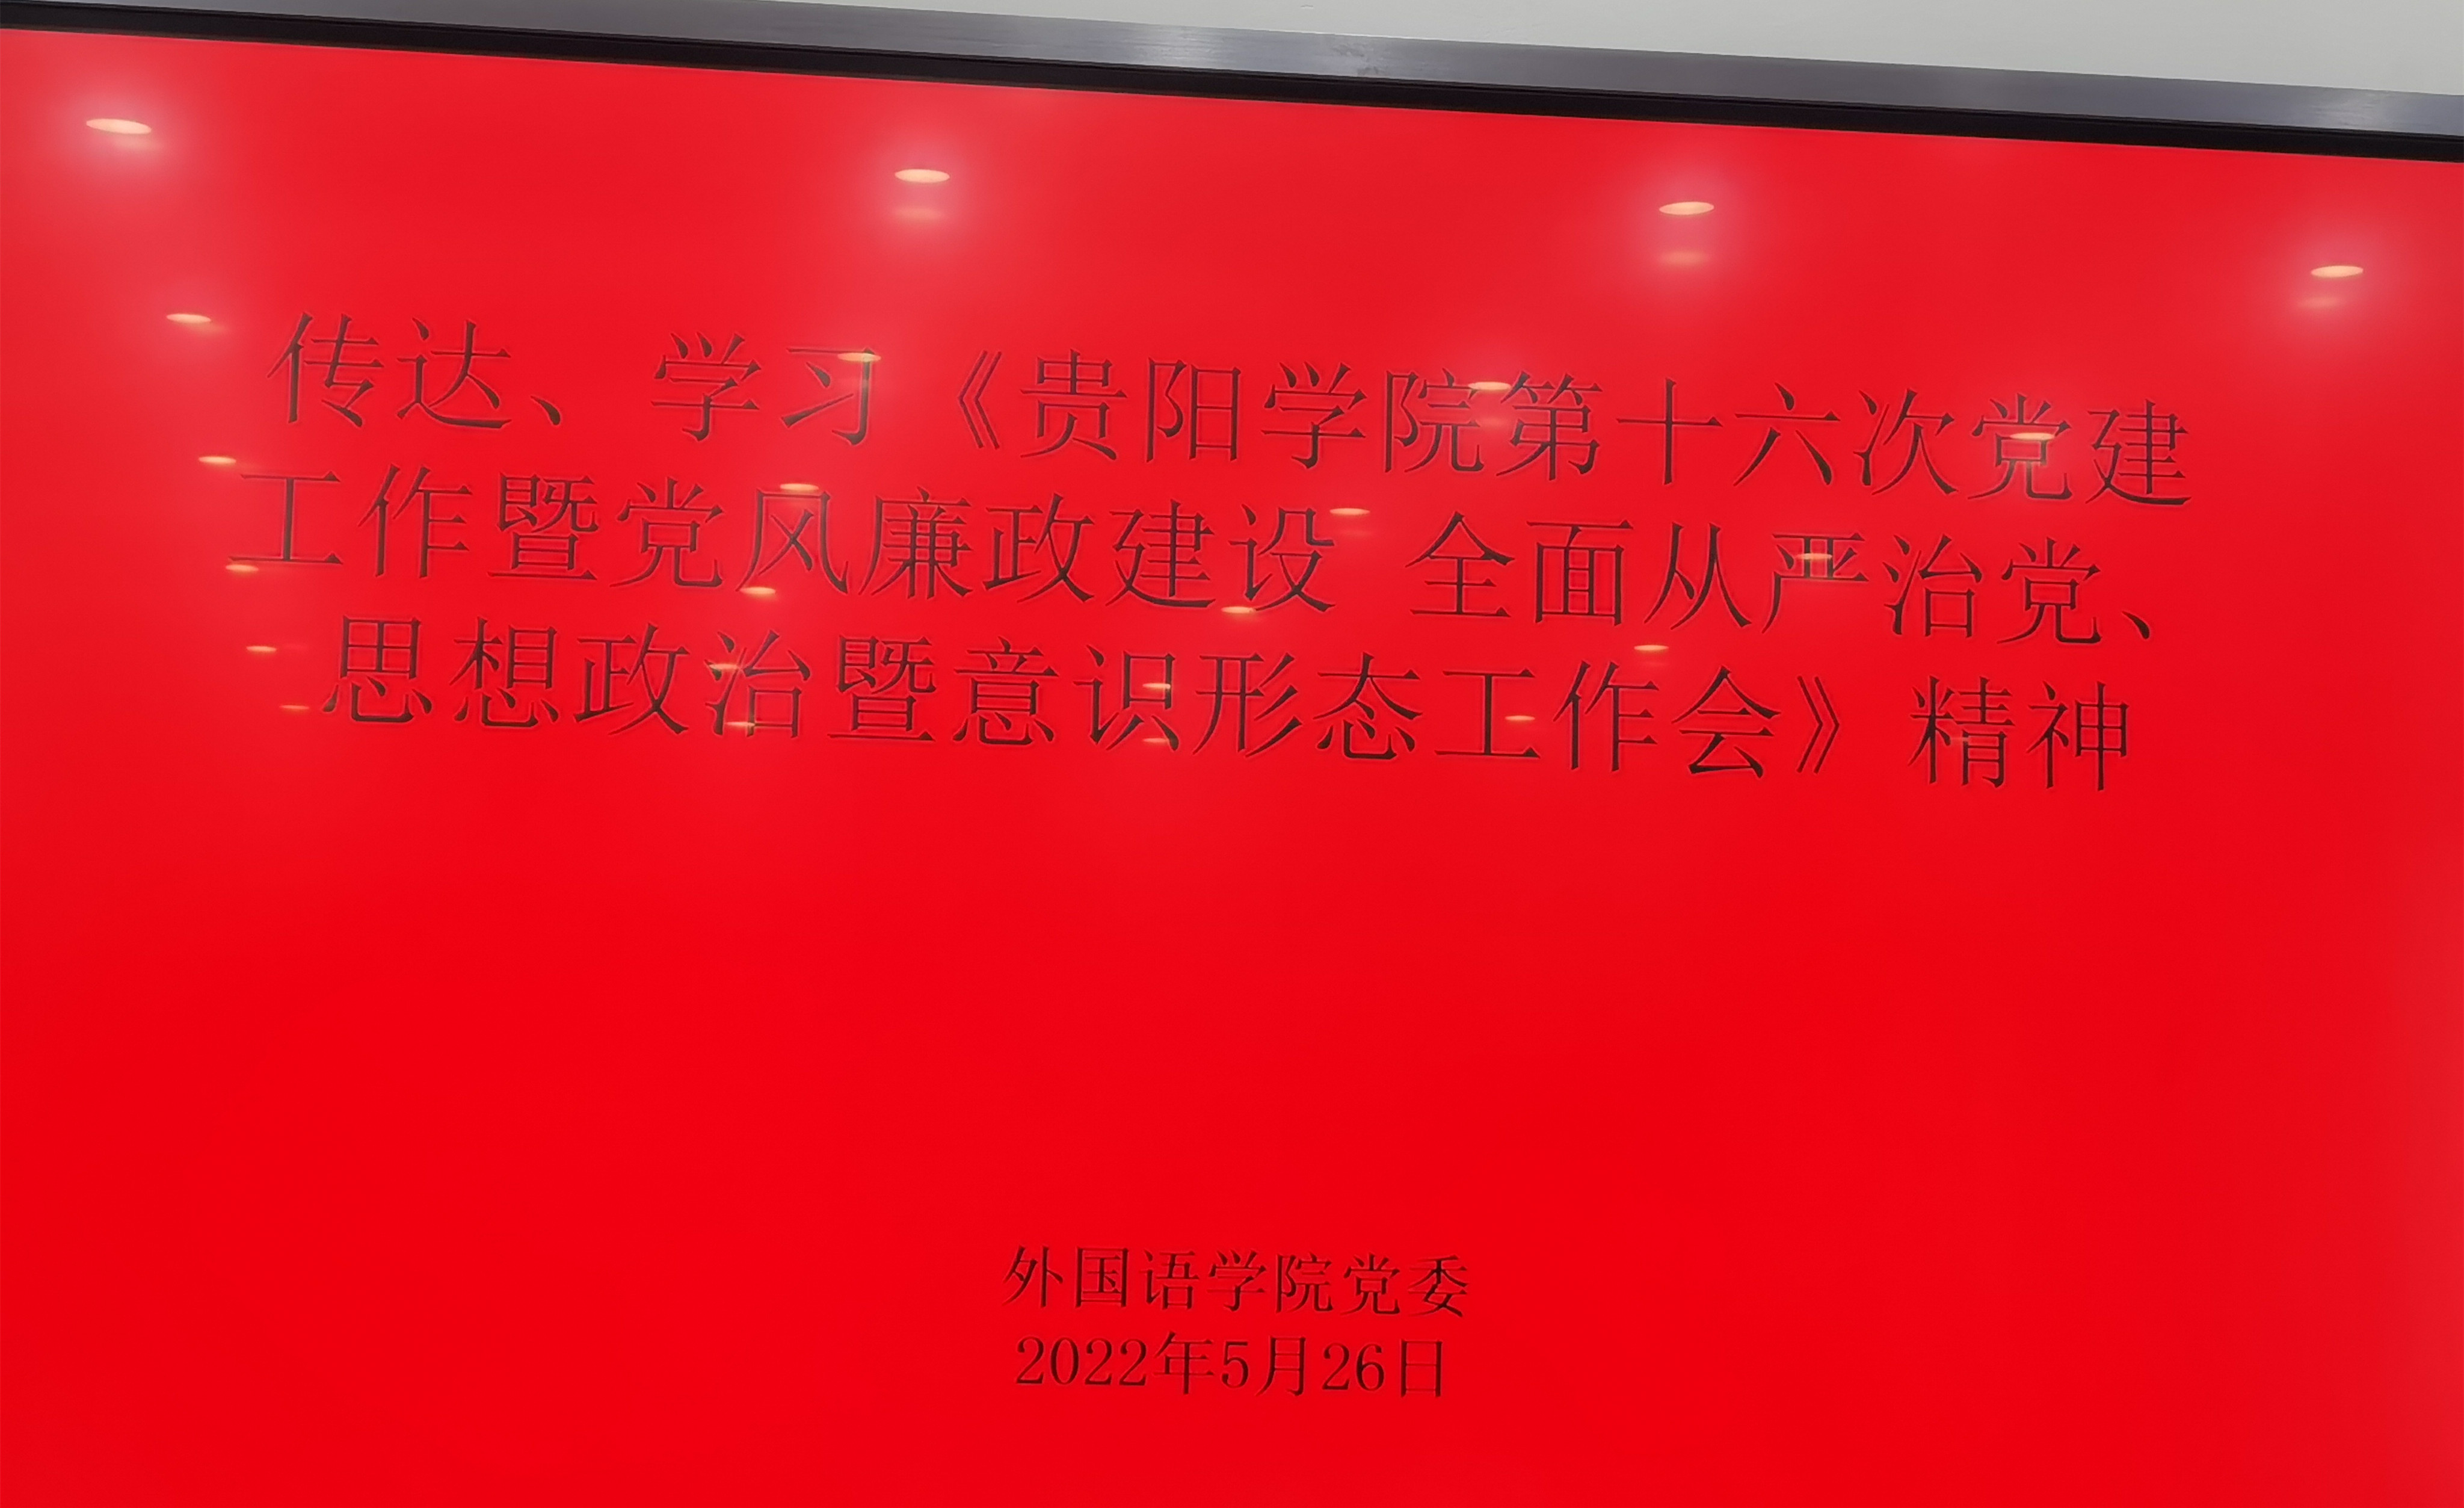 传达、学习《贵阳学院第十六次党建
工作暨党风廉政建设 全面从严治党、
思想政治暨意识形态工作会》精神
外国语学院党委
2022年5月26日